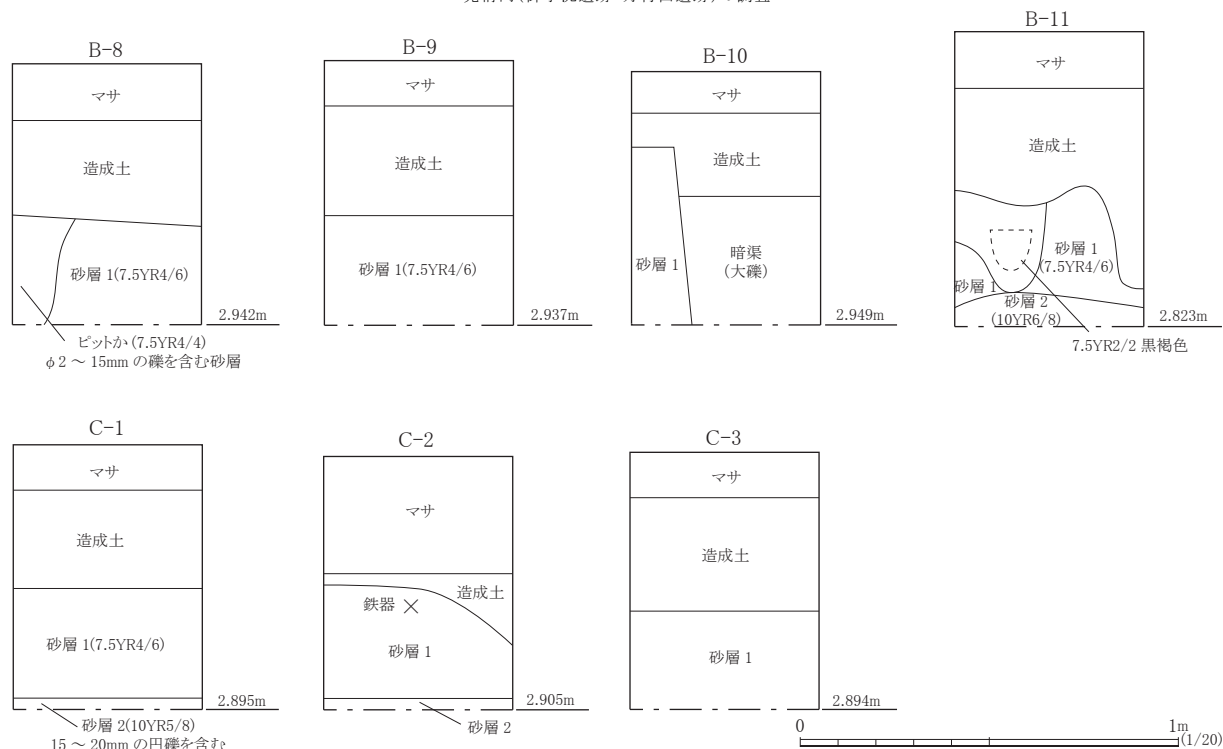 B-8
マサ
造成土
砂層 1(7.5YR4/6)
2.942m
ピットか (7.5YR4/4)
φ2 ～ 15mm の礫を含む砂層
B-9
マサ
造成土
砂層 1(7.5YR4/6)
2.937m
B-10
マサ
造成土
砂層 1
暗渠
(大礫)
2.949m
B-11
マサ
造成土
砂層 1
(7.5YR4/6)
砂層 1
砂層 2
(10YR6/8)
2.823m
7.5YR2/2 黒褐色
C-1
マサ
造成土
砂層 1(7.5YR4/6)
2.895m
砂層 2(10YR5/8)
15 ～ 20mm の円礫を含む
C-2
マサ
造成土
鉄器
砂層 1
2.905m
砂層 2
C-3
マサ
造成土
砂層 1
2.894m
0
1m
(1/20)